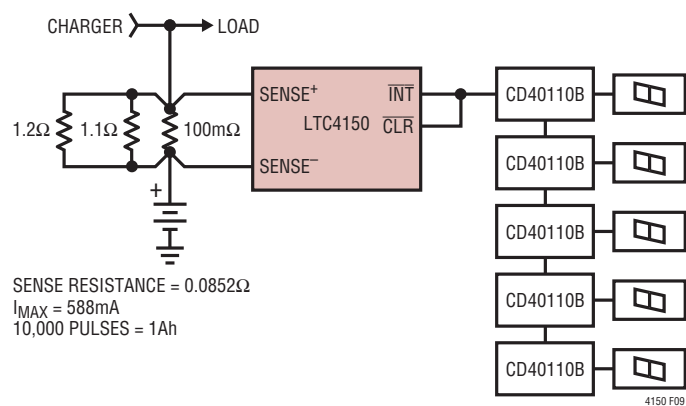 CHARGER
LOAD
1.2Ω
1.1Ω
100mΩ
SENSE⁺
INT
LTC4150
CLR
SENSE⁻
+
CD40110B
CD40110B
CD40110B
CD40110B
CD40110B
SENSE RESISTANCE = 0.0852Ω
IMAX = 588mA
10,000 PULSES = 1Ah
4150 F09